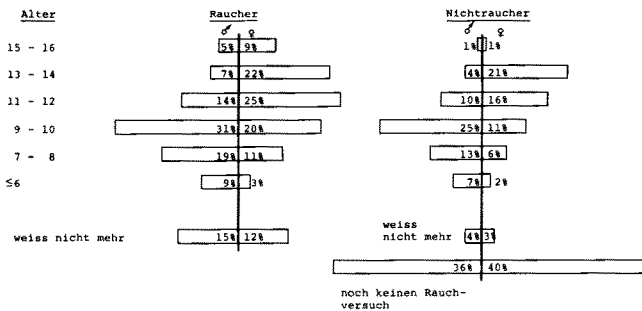 Alter Raucher Nichtraucher
♂ ♀ ♂ ♀
15 - 16 5% 9% 1% 1%
13 - 14 7% 22% 4% 21%
11 - 12 14% 25% 10% 16%
9 - 10 31% 20% 25% 11%
7 - 8 19% 11% 13% 6%
≤6 9% 3% 7% 2%
weiss
weiss nicht mehr 15% 12% nicht mehr 4% 3%
36% 40%
noch keinen Rauch-
versuch